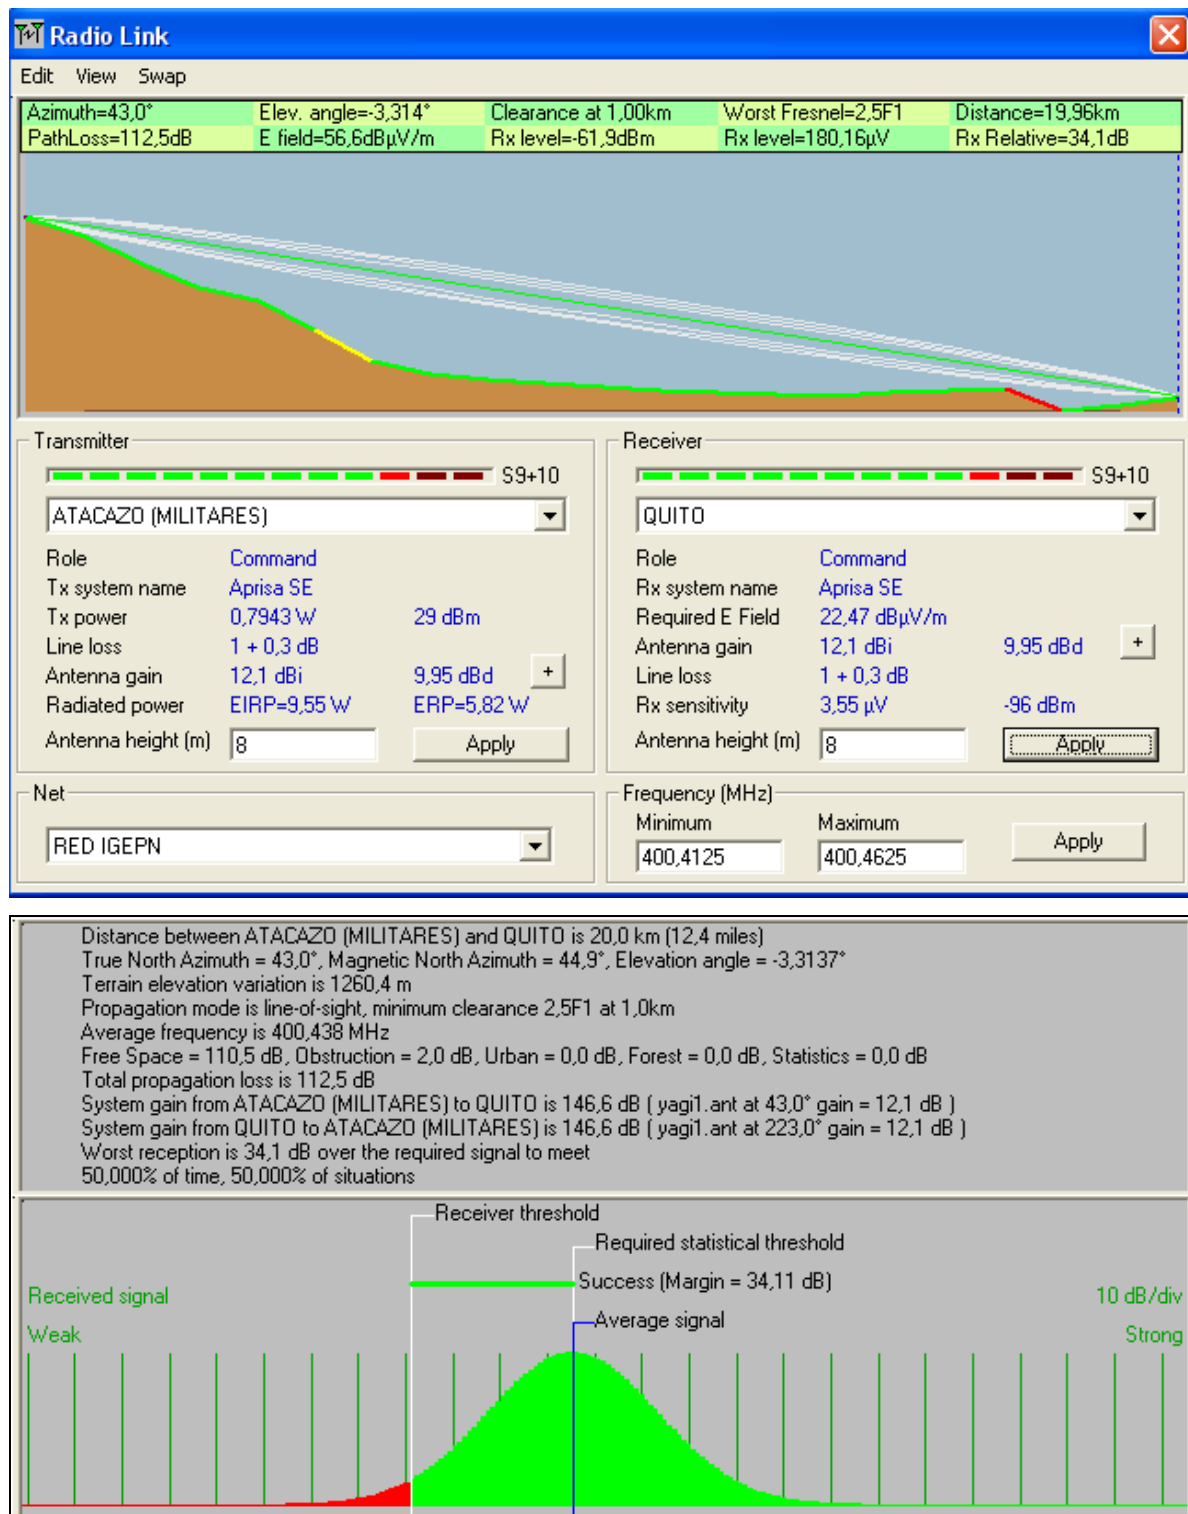 Radio Link
Edit View Swap
Azimuth=43,0° Elev. angle=-3,314° Clearance at 1,00km Worst Fresnel=2,5F1 Distance=19,96km
PathLoss=112,5dB E field=56,6dBµV/m Rx level=-61,9dBm Rx level=180,16µV Rx Relative=34,1dB
Transmitter
S9+10
ATACAZO (MILITARES)
Role Command
Tx system name Aprisa SE
Tx power 0,7943 W 29 dBm
Line loss 1 + 0,3 dB
Antenna gain 12,1 dBi 9,95 dBd +
Radiated power EIRP=9,55 W ERP=5,82 W
Antenna height (m) 8 Apply
Receiver
S9+10
QUITO
Role Command
Rx system name Aprisa SE
Required E Field 22,47 dBµV/m
Antenna gain 12,1 dBi 9,95 dBd +
Line loss 1 + 0,3 dB
Rx sensitivity 3,55 µV -96 dBm
Antenna height (m) 8 Apply
Net
RED IGEPN
Frequency (MHz)
Minimum Maximum
400,4125 400,4625 Apply
Distance between ATACAZO (MILITARES) and QUITO is 20,0 km (12,4 miles)
True North Azimuth = 43,0°, Magnetic North Azimuth = 44,9°, Elevation angle = -3,3137°
Terrain elevation variation is 1260,4 m
Propagation mode is line-of-sight, minimum clearance 2,5F1 at 1,0km
Average frequency is 400,438 MHz
Free Space = 110,5 dB, Obstruction = 2,0 dB, Urban = 0,0 dB, Forest = 0,0 dB, Statistics = 0,0 dB
Total propagation loss is 112,5 dB
System gain from ATACAZO (MILITARES) to QUITO is 146,6 dB ( yagi1.ant at 43,0° gain = 12,1 dB )
System gain from QUITO to ATACAZO (MILITARES) is 146,6 dB ( yagi1.ant at 223,0° gain = 12,1 dB )
Worst reception is 34,1 dB over the required signal to meet
50,000% of time, 50,000% of situations
Receiver threshold
Required statistical threshold
Success (Margin = 34,11 dB)
Received signal 10 dB/div
Average signal
Weak Strong